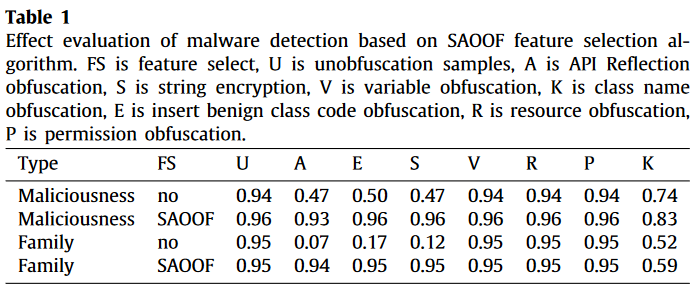 Table 1
Effect evaluation of malware detection based on SAOOF feature selection al-
gorithm. FS is feature select, U is unobfuscation samples, A is API Reflection
obfuscation, S is string encryption, V is variable obfuscation, K is class name
obfuscation, E is insert benign class code obfuscation, R is resource obfuscation,
P is permission obfuscation.
Type FS U A E S V R P K
Maliciousness no 0.94 0.47 0.50 0.47 0.94 0.94 0.94 0.74
Maliciousness SAOOF 0.96 0.93 0.96 0.96 0.96 0.96 0.96 0.83
Family no 0.95 0.07 0.17 0.12 0.95 0.95 0.95 0.52
Family SAOOF 0.95 0.94 0.95 0.95 0.95 0.95 0.95 0.59